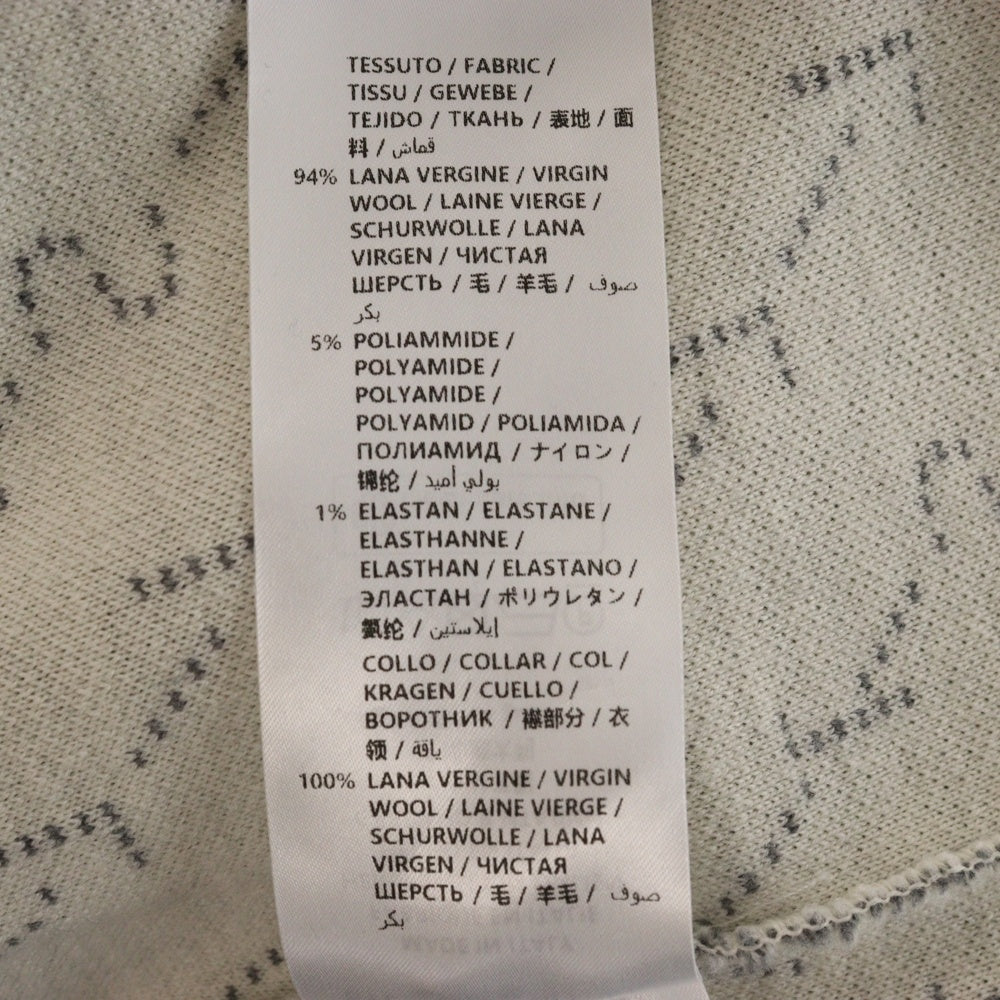 TESSUTO / FABRIC /
TISSU / GEWEBE /
TEJIDO / ТКАНЬ / 表地 / 面
料 / قماش
94% LANA VERGINE / VIRGIN
WOOL / LAINE VIERGE /
SCHURWOLLE / LANA
VIRGEN / ЧИСТАЯ
ШЕРСТЬ / 毛 / 羊毛 / صوف
بكر
5% POLIAMMIDE /
POLYAMIDE /
POLYAMIDE /
POLYAMID / POLIAMIDA /
ПОЛИАМИД / ナイロン /
锦纶 / بولي أميد
1% ELASTAN / ELASTANE /
ELASTHANNE /
ELASTHAN / ELASTANO /
ЭЛАСТАН / ポリウレタン /
氨纶 / إيلاستين
COLLO / COLLAR / COL /
KRAGEN / CUELLO /
ВОРОТНИК / 襟部分 / 衣
领 / ياقة
100% LANA VERGINE / VIRGIN
WOOL / LAINE VIERGE /
SCHURWOLLE / LANA
VIRGEN / ЧИСТАЯ
ШЕРСТЬ / 毛 / 羊毛 / صوف
بكر
MADE IN ITALY